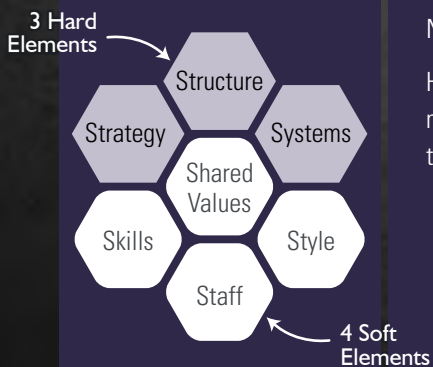 3 Hard
Elements
Structure
Strategy
Systems
Shared
Values
Skills
Style
Staff
4 Soft
Elements